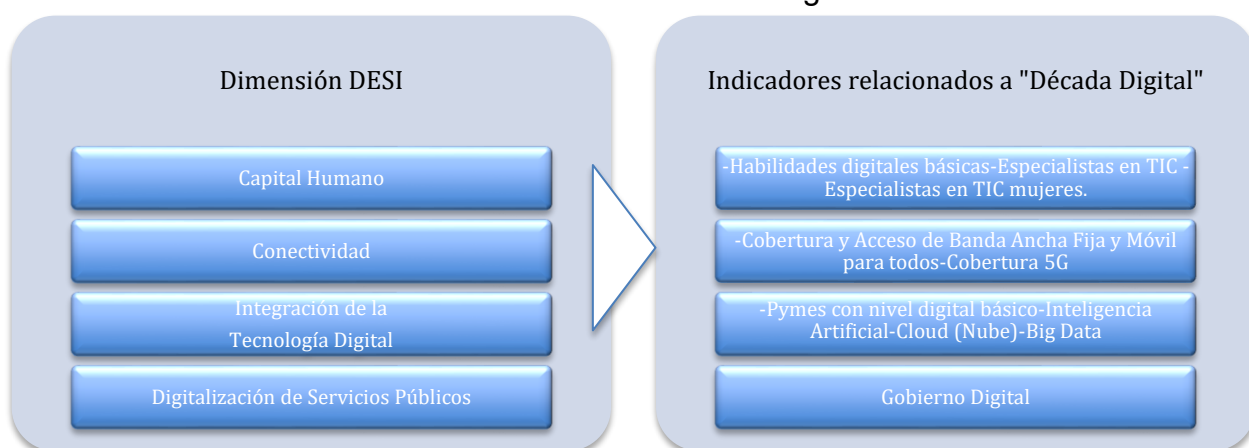 Dimensión DESI
Capital Humano
Conectividad
Integración de la
Tecnología Digital
Digitalización de Servicios Públicos
Indicadores relacionados a "Década Digital"
-Habilidades digitales básicas-Especialistas en TIC -
Especialistas en TIC mujeres.
-Cobertura y Acceso de Banda Ancha Fija y Móvil
para todos-Cobertura 5G
-Pymes con nivel digital básico-Inteligencia
Artificial-Cloud (Nube)-Big Data
Gobierno Digital